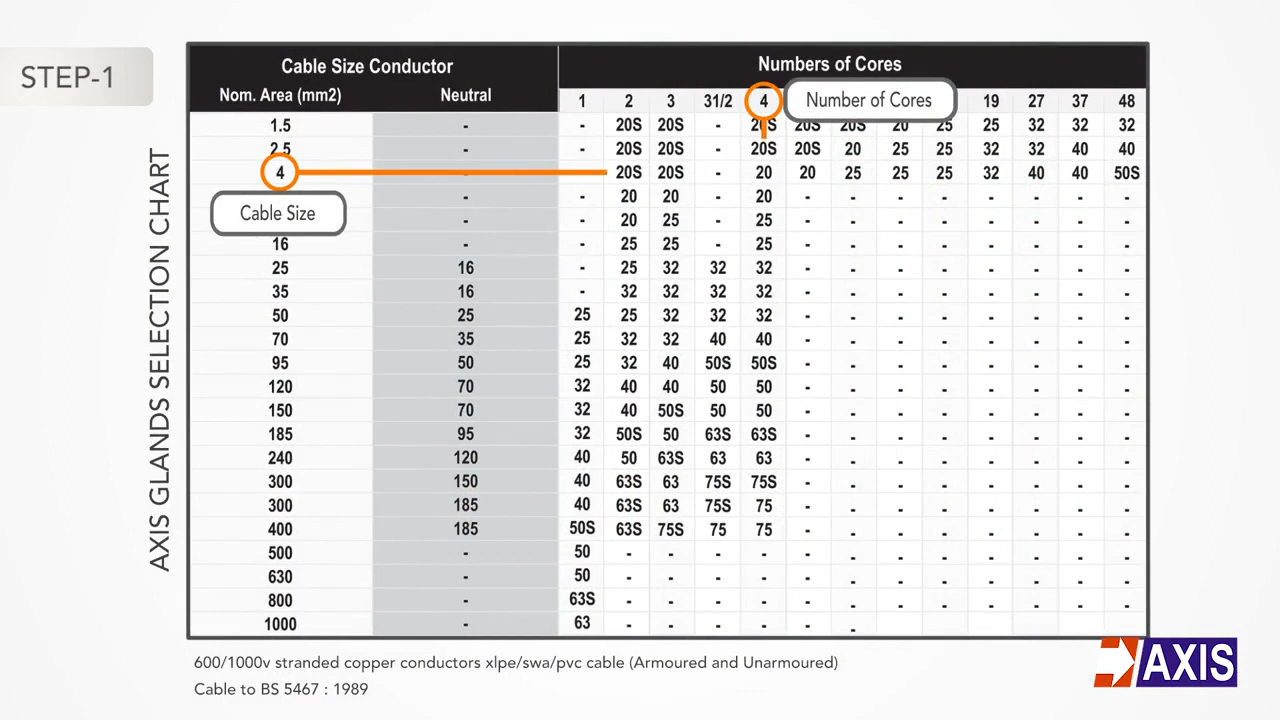 STEP-1
AXIS GLANDS SELECTION CHART
Cable Size Conductor Numbers of Cores
Nom. Area (mm2) Neutral 1 2 3 31/2 4 Number of Cores 19 27 37 48
1.5 - - 20S 20S - 20S 20S 20S 20 25 25 32 32 32
2.5 - - 20S 20S - 20S 20S 20 25 25 32 32 40 40
4 - 20S 20S - 20 20 25 25 25 32 40 40 50S
Cable Size
- - 20 20 - 20 - - - - - - - -
- - 20 25 - 25 - - - - - - - -
16 - - 25 25 - 25 - - - - - - - -
25 16 - 25 32 32 32 - - - - - - - -
35 16 - 32 32 32 32 - - - - - - - -
50 25 25 25 32 32 32 - - - - - - - -
70 35 25 32 32 40 40 - - - - - - - -
95 50 25 32 40 50S 50S - - - - - - - -
120 70 32 40 40 50 50 - - - - - - - -
150 70 32 40 50S 50 50 - - - - - - - -
185 95 32 50S 50 63S 63S - - - - - - - -
240 120 40 50 63S 63 63 - - - - - - - -
300 150 40 63S 63 75S 75S - - - - - - - -
300 185 40 63S 63 75S 75 - - - - - - - -
400 185 50S 63S 75S 75 75 - - - - - - - -
500 - 50 - - - - - - - - - - - -
630 - 50 - - - - - - - - - - - -
800 - 63S - - - - - - - - - - - -
1000 - 63 - - - - - - - - - - - -
600/1000v stranded copper conductors xlpe/swa/pvc cable (Armoured and Unarmoured)
Cable to BS 5467 : 1989
AXIS